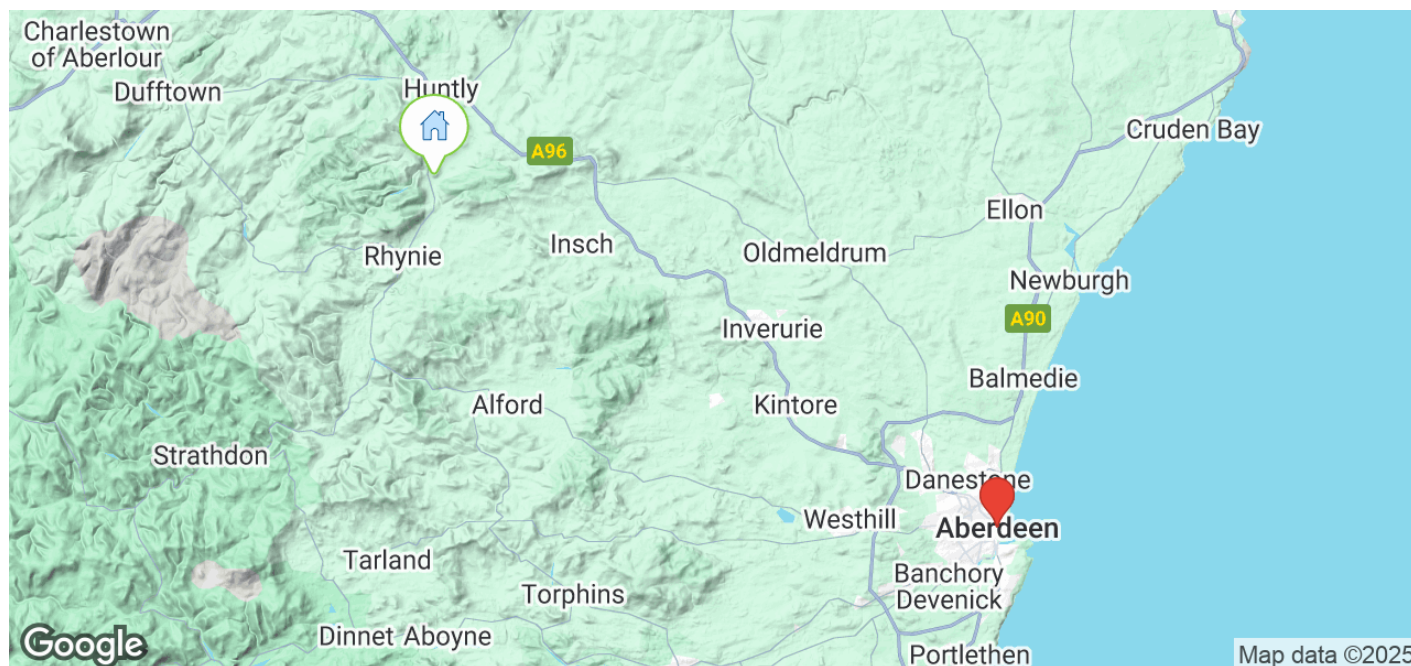 Charlestown
of Aberlour
Dufftown
Huntly
Cruden Bay
A96
Ellon
Rhynie
Insch
Oldmeldrum
Newburgh
A90
Inverurie
Balmedie
Alford
Kintore
Strathdon
Danestone
Westhill
Aberdeen
Tarland
Banchory
Devenick
Torphins
Dinnet
Aboyne
Portlethen
Google
Map data ©2025